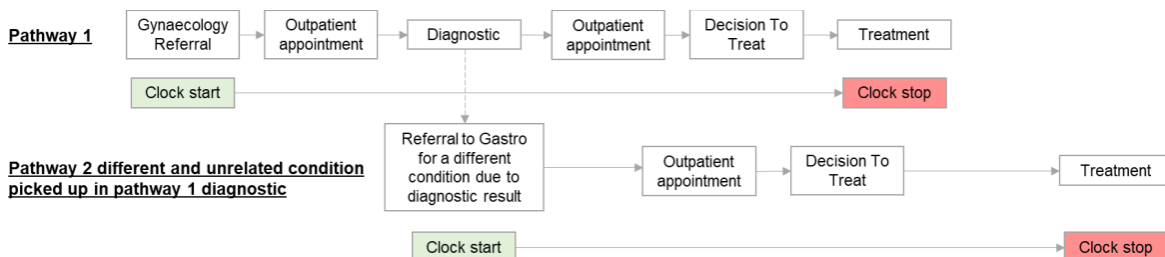 Pathway 1
Gynaecology
Referral
Outpatient
appointment
Diagnostic
Outpatient
appointment
Decision To
Treat
Treatment
Clock start
Clock stop
Pathway 2 different and unrelated condition
picked up in pathway 1 diagnostic
Referral to Gastro
for a different
condition due to
diagnostic result
Outpatient
appointment
Decision To
Treat
Treatment
Clock start
Clock stop